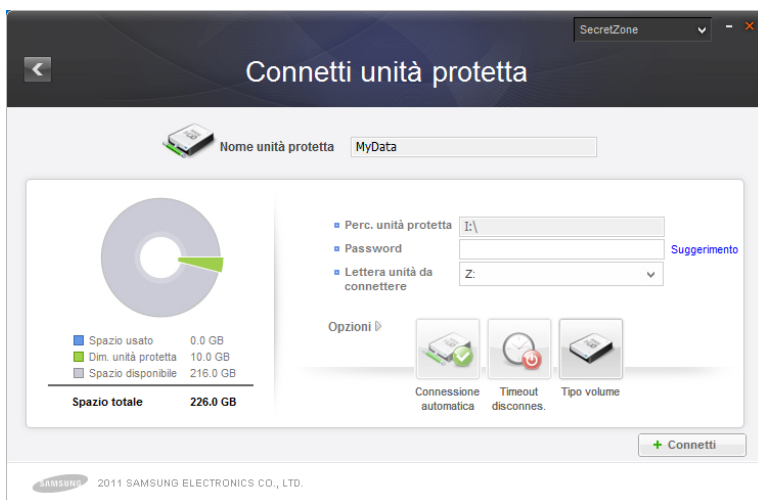 SecretZone
Connetti unità protetta
Nome unità protetta MyData
Perc. unità protetta I:\
Password Suggerimento
Lettera unità da connettere Z:
Opzioni
Spazio usato 0.0 GB
Dim. unità protetta 10.0 GB
Spazio disponibile 216.0 GB
Spazio totale 226.0 GB
Connessione automatica
Timeout disconnes.
Tipo volume
+ Connetti
SAMSUNG 2011 SAMSUNG ELECTRONICS CO., LTD.